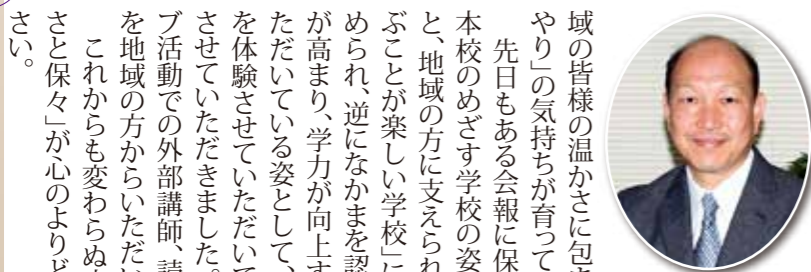 域の皆様の温かさに包ま
やり」の気持ちが育って
先日もある会報に保
本校のめざす学校の姿
と、地域の方に支えられ
ぶことが楽しい学校」に
められ、逆になかまを認
が高まり、学力が向上す
ただいている姿として、
を体験させていただいて
させていただきました。
ブ活動での外部講師、読
を地域の方からいただい
これからも変わらぬ
さと保々」が心のよりど
さい。